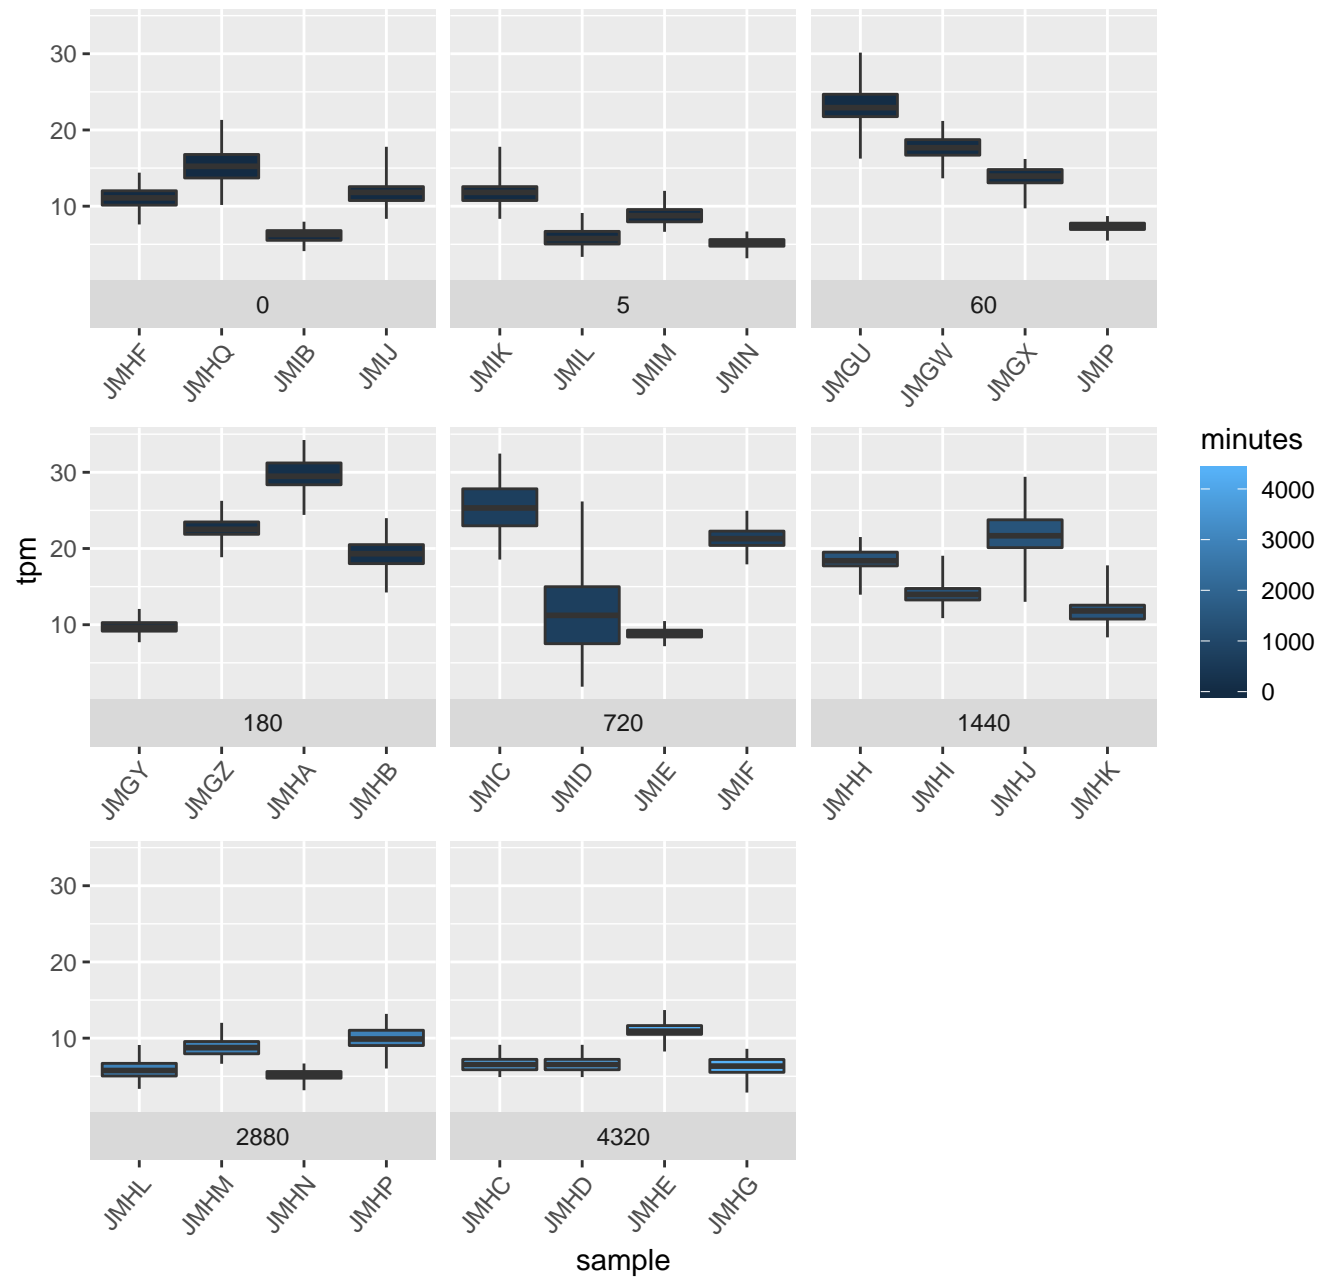 30
20
10
0
5
60
JMHF
JMHQ
JMIB
JMIJ
JMIK
JMIL
JMIM
JMIN
JMGU
JMGW
JMGX
JMIP
tpm
30
20
10
180
720
1440
JMGY
JMGZ
JMHA
JMHB
JMIC
JMID
JMIE
JMIF
JMHH
JMHI
JMHJ
JMHK
minutes
4000
3000
2000
1000
0
30
20
10
2880
4320
JMHL
JMHM
JMHN
JMHP
JMHC
JMHD
JMHE
JMHG
sample